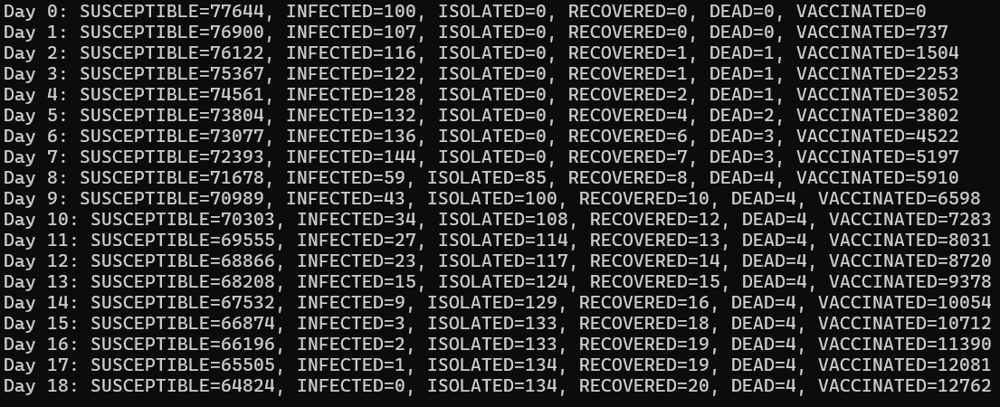 Day 0: SUSCEPTIBLE=77644, INFECTED=100, ISOLATED=0, RECOVERED=0, DEAD=0, VACCINATED=0
Day 1: SUSCEPTIBLE=76900, INFECTED=107, ISOLATED=0, RECOVERED=0, DEAD=0, VACCINATED=737
Day 2: SUSCEPTIBLE=76122, INFECTED=116, ISOLATED=0, RECOVERED=1, DEAD=1, VACCINATED=1504
Day 3: SUSCEPTIBLE=75367, INFECTED=122, ISOLATED=0, RECOVERED=1, DEAD=1, VACCINATED=2253
Day 4: SUSCEPTIBLE=74561, INFECTED=128, ISOLATED=0, RECOVERED=2, DEAD=1, VACCINATED=3052
Day 5: SUSCEPTIBLE=73804, INFECTED=132, ISOLATED=0, RECOVERED=4, DEAD=2, VACCINATED=3802
Day 6: SUSCEPTIBLE=73077, INFECTED=136, ISOLATED=0, RECOVERED=6, DEAD=3, VACCINATED=4522
Day 7: SUSCEPTIBLE=72393, INFECTED=144, ISOLATED=0, RECOVERED=7, DEAD=3, VACCINATED=5197
Day 8: SUSCEPTIBLE=71678, INFECTED=59, ISOLATED=85, RECOVERED=8, DEAD=4, VACCINATED=5910
Day 9: SUSCEPTIBLE=70989, INFECTED=43, ISOLATED=100, RECOVERED=10, DEAD=4, VACCINATED=6598
Day 10: SUSCEPTIBLE=70303, INFECTED=34, ISOLATED=108, RECOVERED=12, DEAD=4, VACCINATED=7283
Day 11: SUSCEPTIBLE=69555, INFECTED=27, ISOLATED=114, RECOVERED=13, DEAD=4, VACCINATED=8031
Day 12: SUSCEPTIBLE=68866, INFECTED=23, ISOLATED=117, RECOVERED=14, DEAD=4, VACCINATED=8720
Day 13: SUSCEPTIBLE=68208, INFECTED=15, ISOLATED=124, RECOVERED=15, DEAD=4, VACCINATED=9378
Day 14: SUSCEPTIBLE=67532, INFECTED=9, ISOLATED=129, RECOVERED=16, DEAD=4, VACCINATED=10054
Day 15: SUSCEPTIBLE=66874, INFECTED=3, ISOLATED=133, RECOVERED=18, DEAD=4, VACCINATED=10712
Day 16: SUSCEPTIBLE=66196, INFECTED=2, ISOLATED=133, RECOVERED=19, DEAD=4, VACCINATED=11390
Day 17: SUSCEPTIBLE=65505, INFECTED=1, ISOLATED=134, RECOVERED=19, DEAD=4, VACCINATED=12081
Day 18: SUSCEPTIBLE=64824, INFECTED=0, ISOLATED=134, RECOVERED=20, DEAD=4, VACCINATED=12762